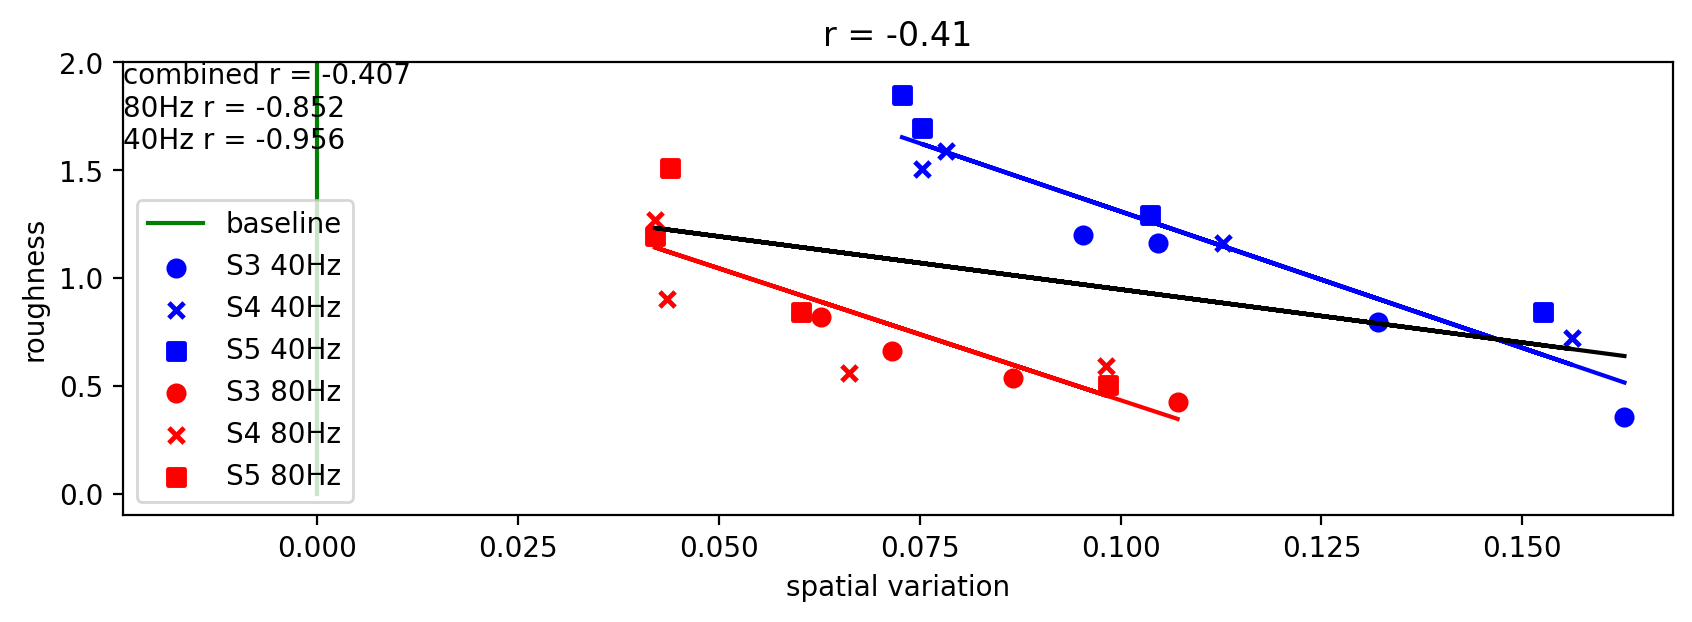 r = -0.41
combined r = -0.407
80Hz r = -0.852
40Hz r = -0.956
2.0
1.5
1.0
0.5
0.0
roughness
baseline
S3 40Hz
S4 40Hz
S5 40Hz
S3 80Hz
S4 80Hz
S5 80Hz
0.000 0.025 0.050 0.075 0.100 0.125 0.150
spatial variation